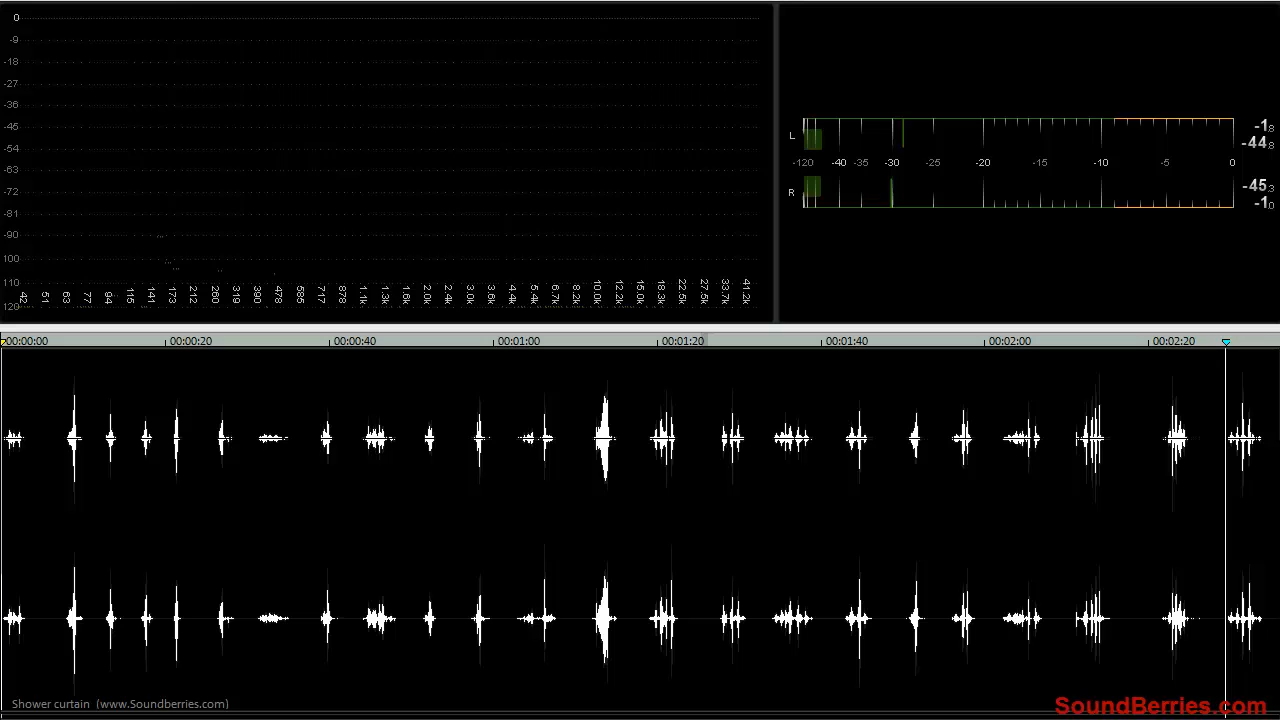 0
-9
-18
-27
-36
-45
-54
-63
-72
-81
-90
100
110
120
42 51 63 77 94 115 141 173 212 260 319 390 478 585 717 878 1.1k 1.3k 1.6k 2.0k 2.4k 3.0k 3.6k 4.4k 5.4k 6.7k 8.2k 10.0k 12.2k 15.0k 18.3k 22.5k 27.5k 33.7k 41.2k
L
-1.8
-44.8
-120 -40 -35 -30 -25 -20 -15 -10 -5 0
R
-45.3
-1.0
00:00:00 00:00:20 00:00:40 00:01:00 00:01:20 00:01:40 00:02:00 00:02:20
Shower curtain (www.Soundberries.com)
SoundBerries.com